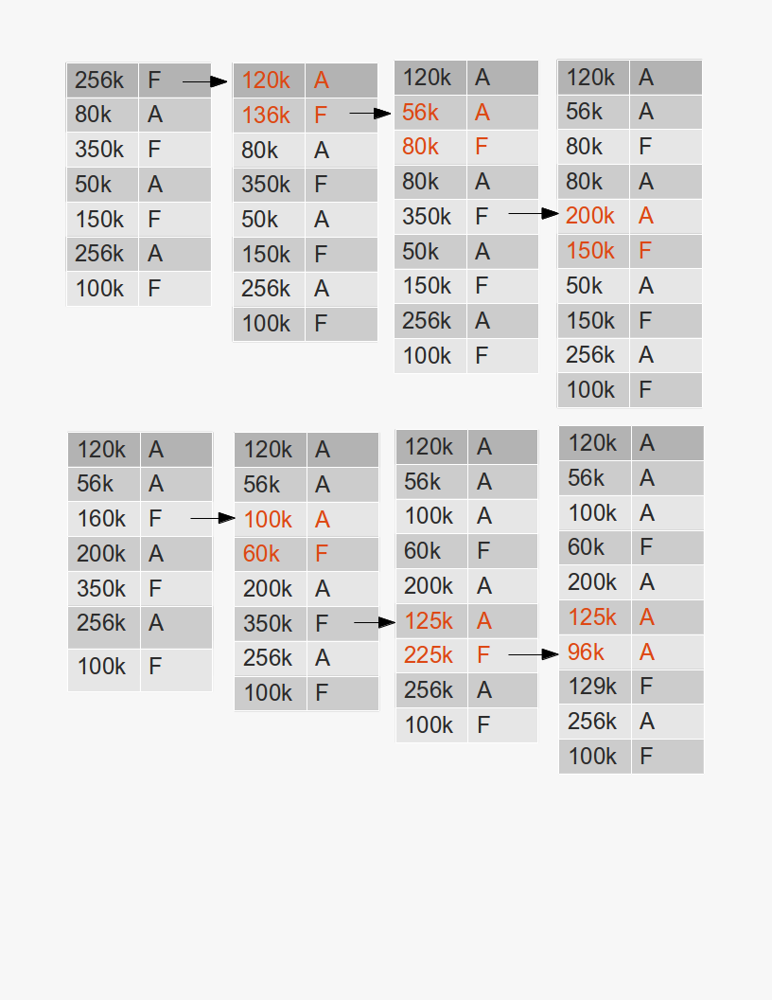 256k F
80k A
350k F
50k A
150k F
256k A
100k F
120k A
136k F
80k A
350k F
50k A
150k F
256k A
100k F
120k A
56k A
80k F
80k A
350k F
50k A
150k F
256k A
100k F
120k A
56k A
80k F
80k A
200k A
150k F
50k A
150k F
256k A
100k F
120k A
56k A
160k F
200k A
350k F
256k A
100k F
120k A
56k A
100k A
60k F
200k A
350k F
256k A
100k F
120k A
56k A
100k A
60k F
200k A
125k A
225k F
256k A
100k F
120k A
56k A
100k A
60k F
200k A
125k A
96k A
129k F
256k A
100k F